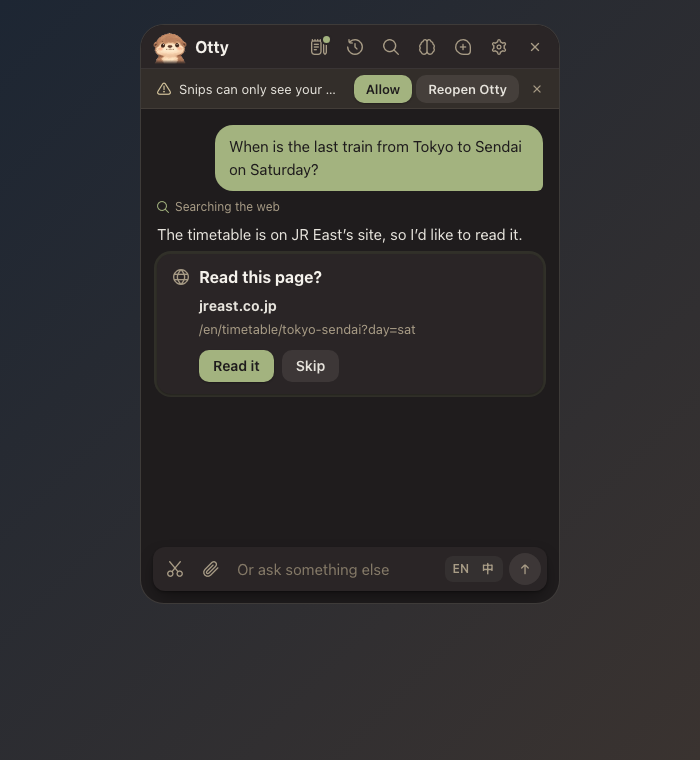 Otty
Snips can only see your ...
Allow
Reopen Otty
When is the last train from Tokyo to Sendai
on Saturday?
Searching the web
The timetable is on JR East’s site, so I’d like to read it.
Read this page?
jreast.co.jp
/en/timetable/tokyo-sendai?day=sat
Read it
Skip
Or ask something else
EN 中